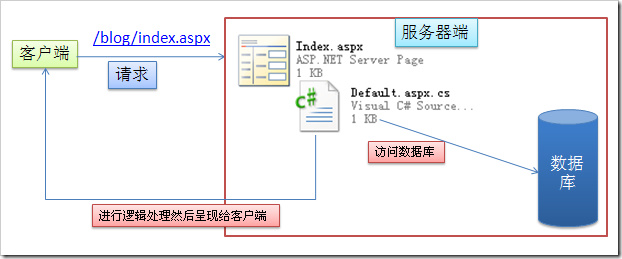 客户端
/blog/index.aspx
请求
服务器端
Index.aspx
ASP.NET Server Page
1 KB
C#
Default.aspx.cs
Visual C# Source...
1 KB
访问数据库
数据
库
进行逻辑处理然后呈现给客户端